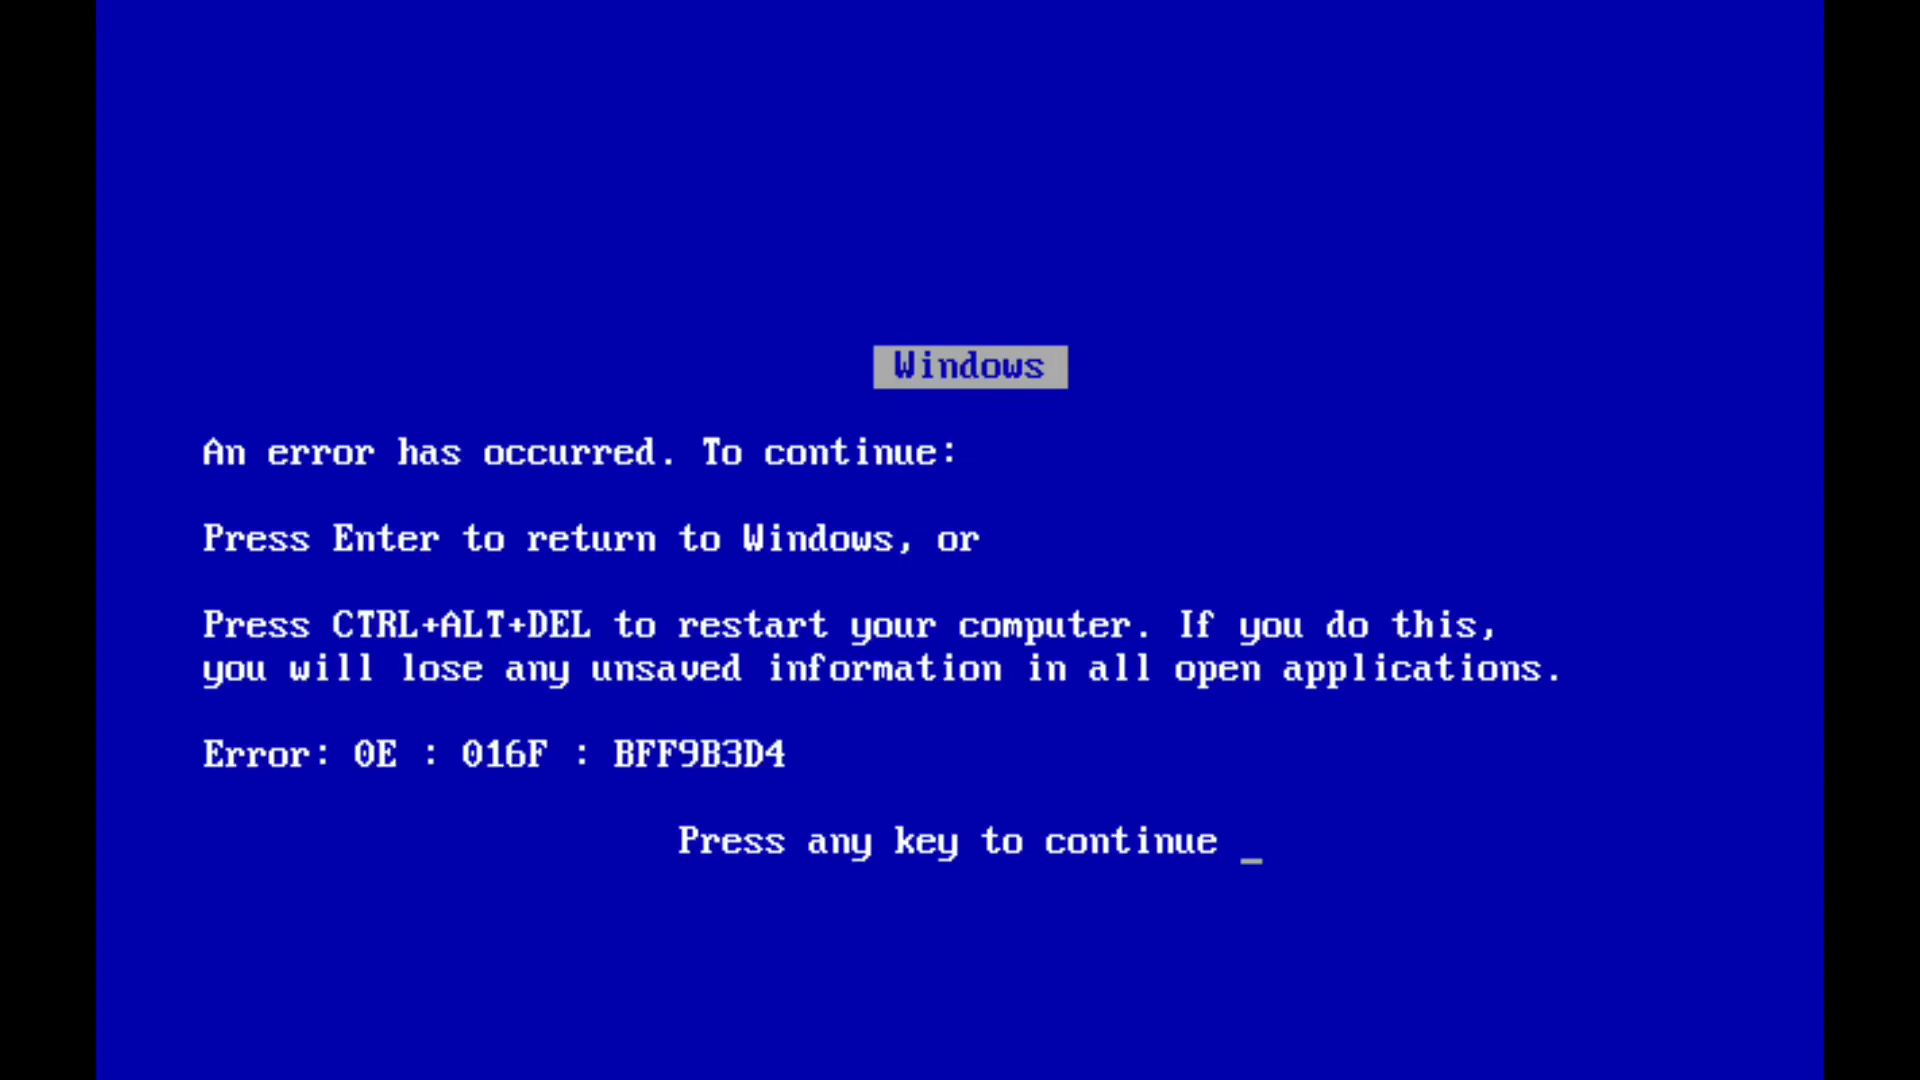 Windows
An error has occurred. To continue:
Press Enter to return to Windows, or
Press CTRL+ALT+DEL to restart your computer. If you do this,
you will lose any unsaved information in all open applications.
Error: 0E : 016F : BFF9B3D4
Press any key to continue _